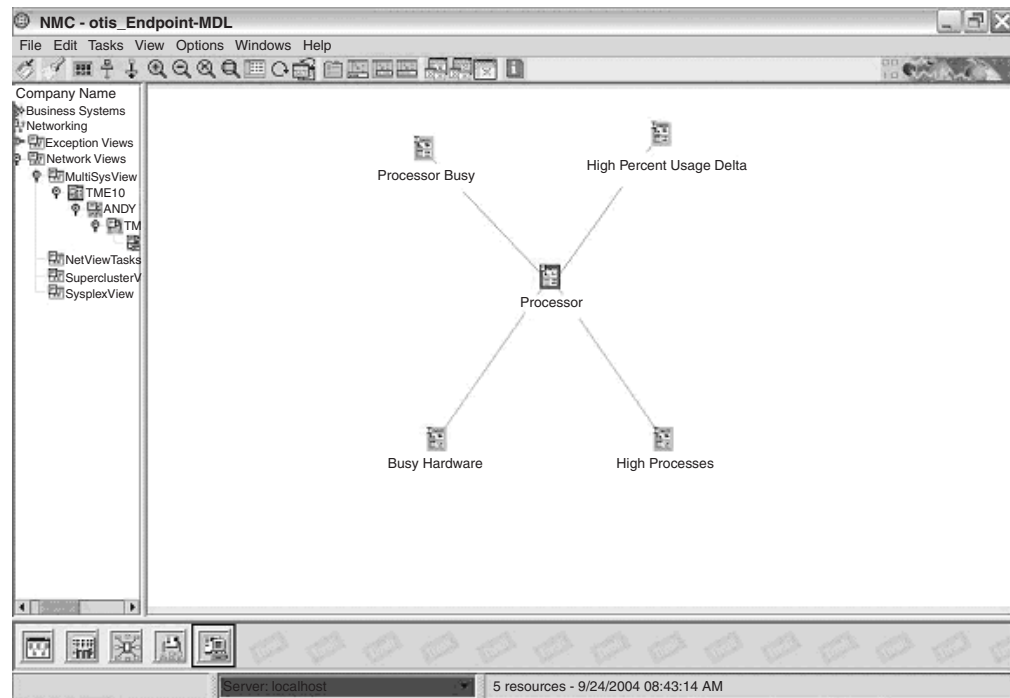 NMC - otis_Endpoint-MDL
File Edit Tasks View Options Windows Help
Company Name
Business Systems
Networking
Exception Views
Network Views
MultiSysView
TME10
ANDY
TM
NetViewTasks
SuperclusterV
SysplexView
Processor Busy
High Percent Usage Delta
Processor
Busy Hardware
High Processes
Server: localhost
5 resources - 9/24/2004 08:43:14 AM